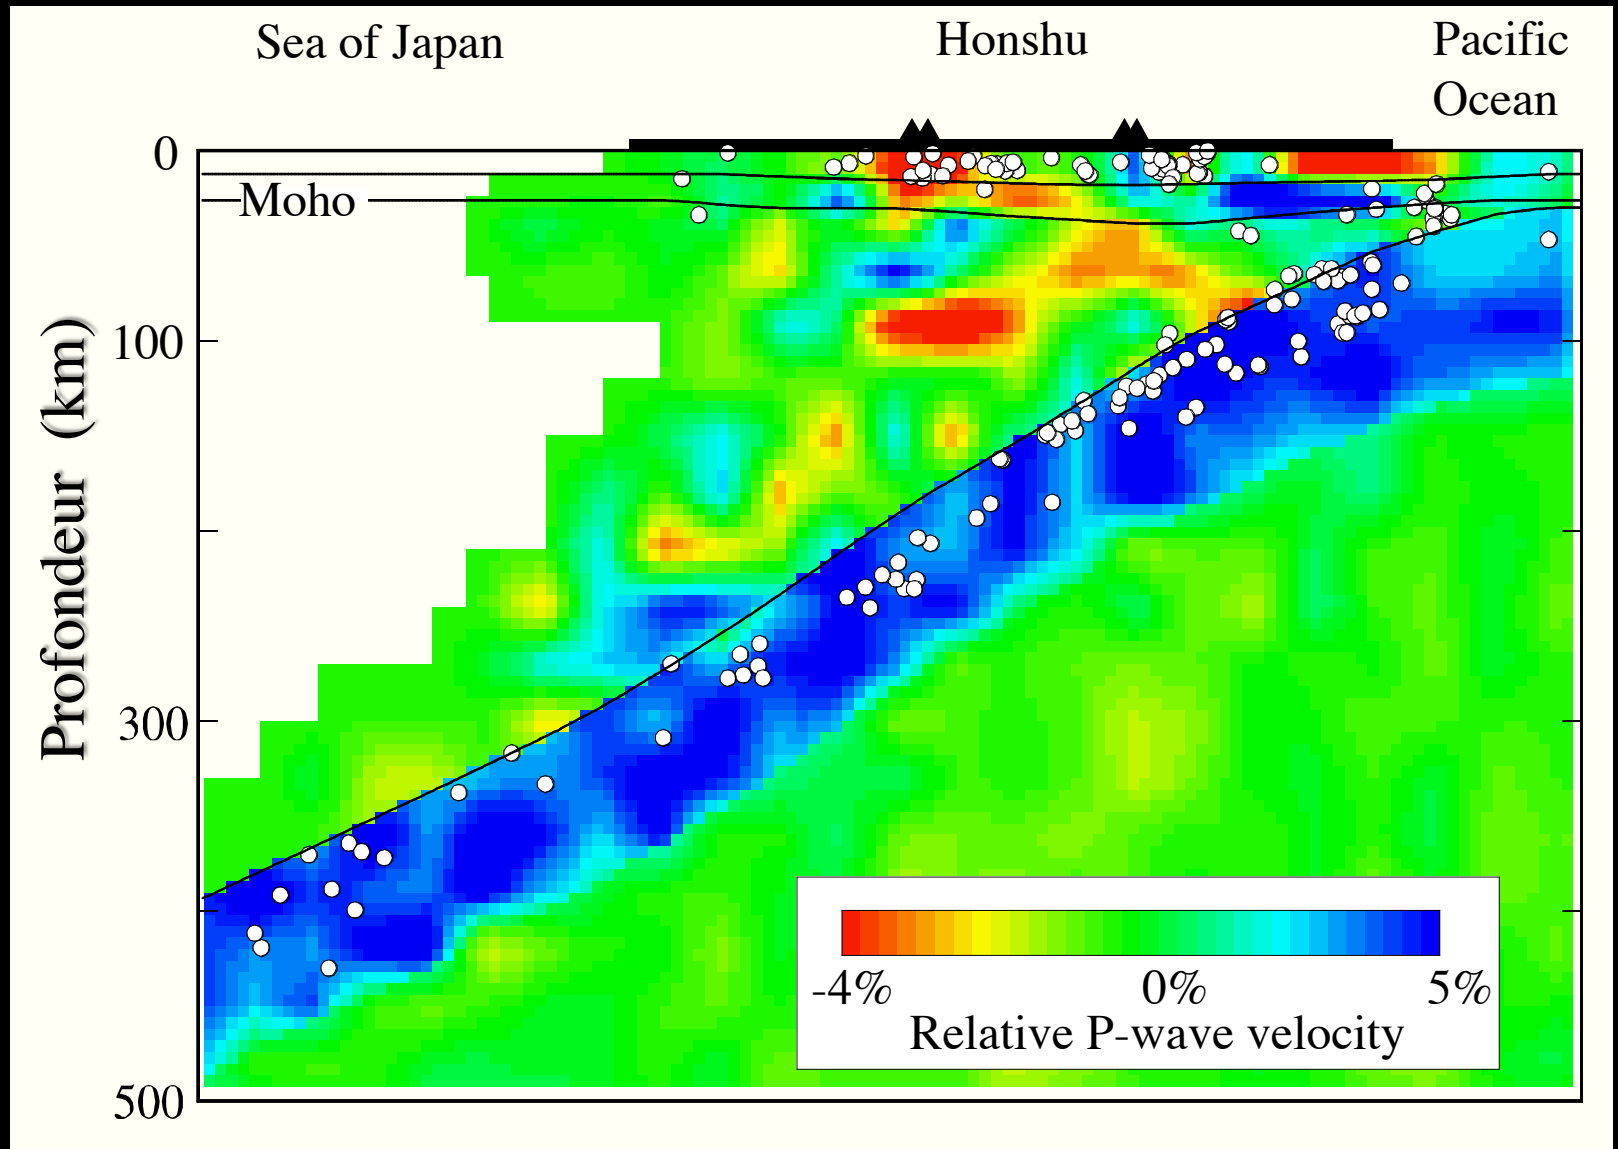 Sea of Japan
Honshu
Pacific
Ocean
0
Moho
100
Profondeur (km)
300
500
-4%
0%
5%
Relative P-wave velocity